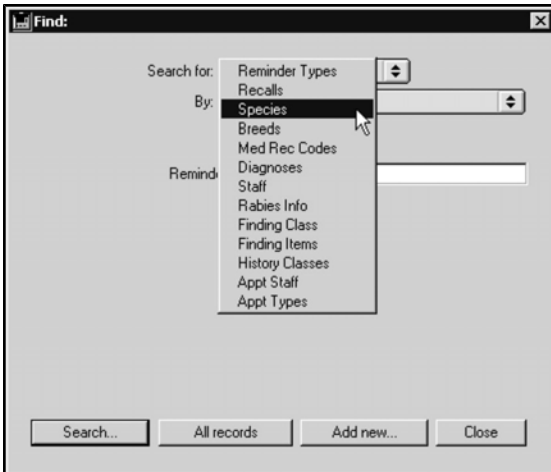 Find:
Search for: Reminder Types
Recalls
By: Species
Breeds
Med Rec Codes
Diagnoses
Remind
Staff
Rabies Info
Finding Class
Finding Items
History Classes
Appt Staff
Appt Types
Search... All records Add new... Close